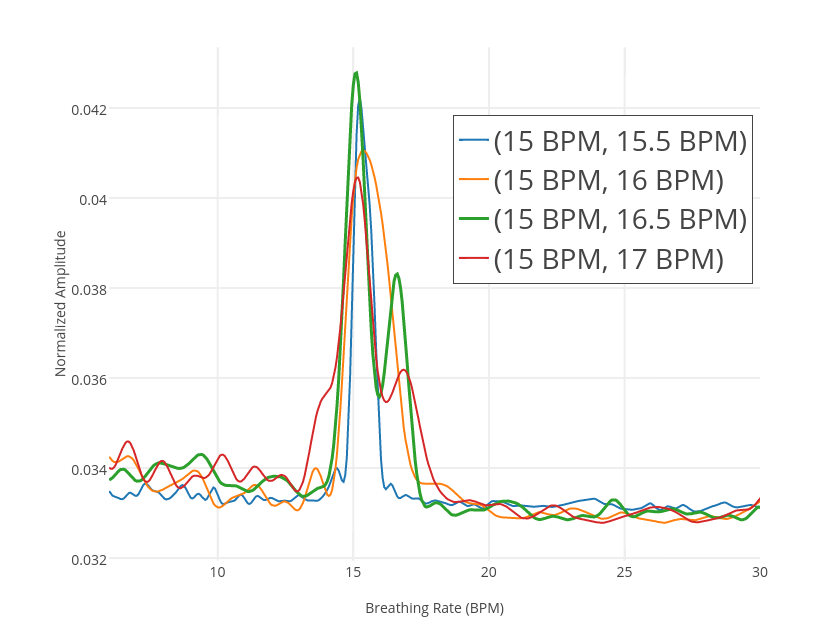 0.042
0.04
0.038
0.036
0.034
0.032
Normalized Amplitude
(15 BPM, 15.5 BPM)
(15 BPM, 16 BPM)
(15 BPM, 16.5 BPM)
(15 BPM, 17 BPM)
10 15 20 25 30
Breathing Rate (BPM)